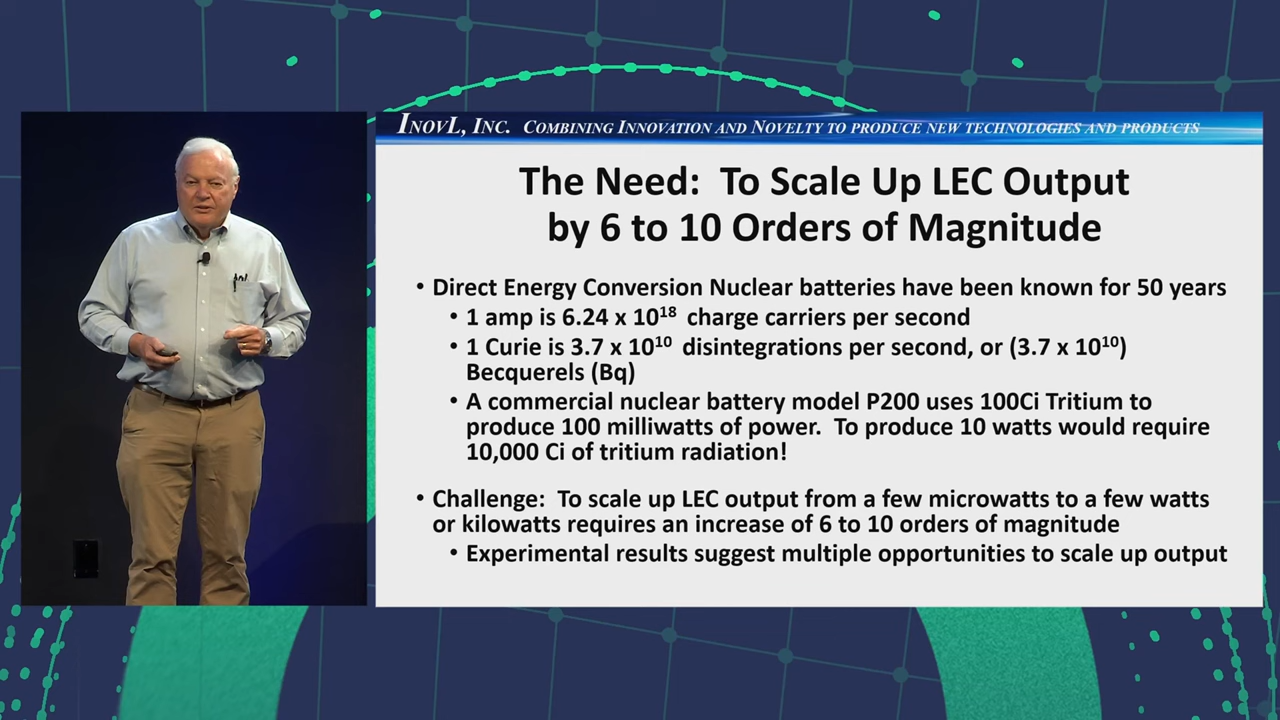 INOVL, INC. COMBINING INNOVATION AND NOVELTY TO PRODUCE NEW TECHNOLOGIES AND PRODUCTS
The Need: To Scale Up LEC Output
by 6 to 10 Orders of Magnitude
• Direct Energy Conversion Nuclear batteries have been known for 50 years
• 1 amp is 6.24 x 10¹⁸ charge carriers per second
• 1 Curie is 3.7 x 10¹⁰ disintegrations per second, or (3.7 x 10¹⁰)
Becquerels (Bq)
• A commercial nuclear battery model P200 uses 100Ci Tritium to
produce 100 milliwatts of power. To produce 10 watts would require
10,000 Ci of tritium radiation!
• Challenge: To scale up LEC output from a few microwatts to a few watts
or kilowatts requires an increase of 6 to 10 orders of magnitude
• Experimental results suggest multiple opportunities to scale up output